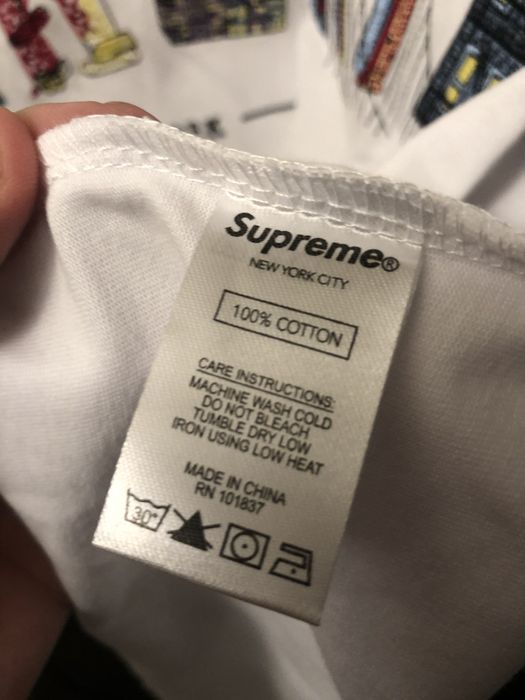 Supreme®
NEW YORK CITY
100% COTTON
CARE INSTRUCTIONS:
MACHINE WASH COLD
DO NOT BLEACH
TUMBLE DRY LOW
IRON USING LOW HEAT
MADE IN CHINA
RN 101837
30°